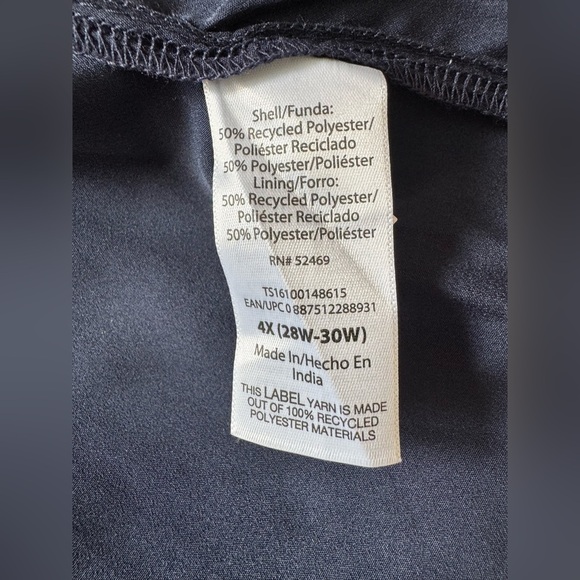 Shell/Funda:
50% Recycled Polyester/
Poliéster Reciclado
50% Polyester/Poliéster
Lining/Forro:
50% Recycled Polyester/
Poliéster Reciclado
50% Polyester/Poliéster
RN# 52469
TS16100148615
EAN/UPC 0 887512288931
4X (28W-30W)
Made In/Hecho En
India
THIS LABEL YARN IS MADE
OUT OF 100% RECYCLED
POLYESTER MATERIALS